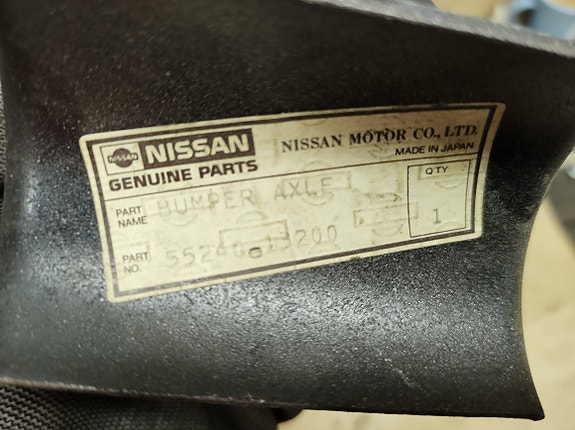 NISSAN NISSAN NISSAN MOTOR CO., LTD.
GENUINE PARTS MADE IN JAPAN
PART NAME BUMPER AXLE QTY
PART NO. 55240 1